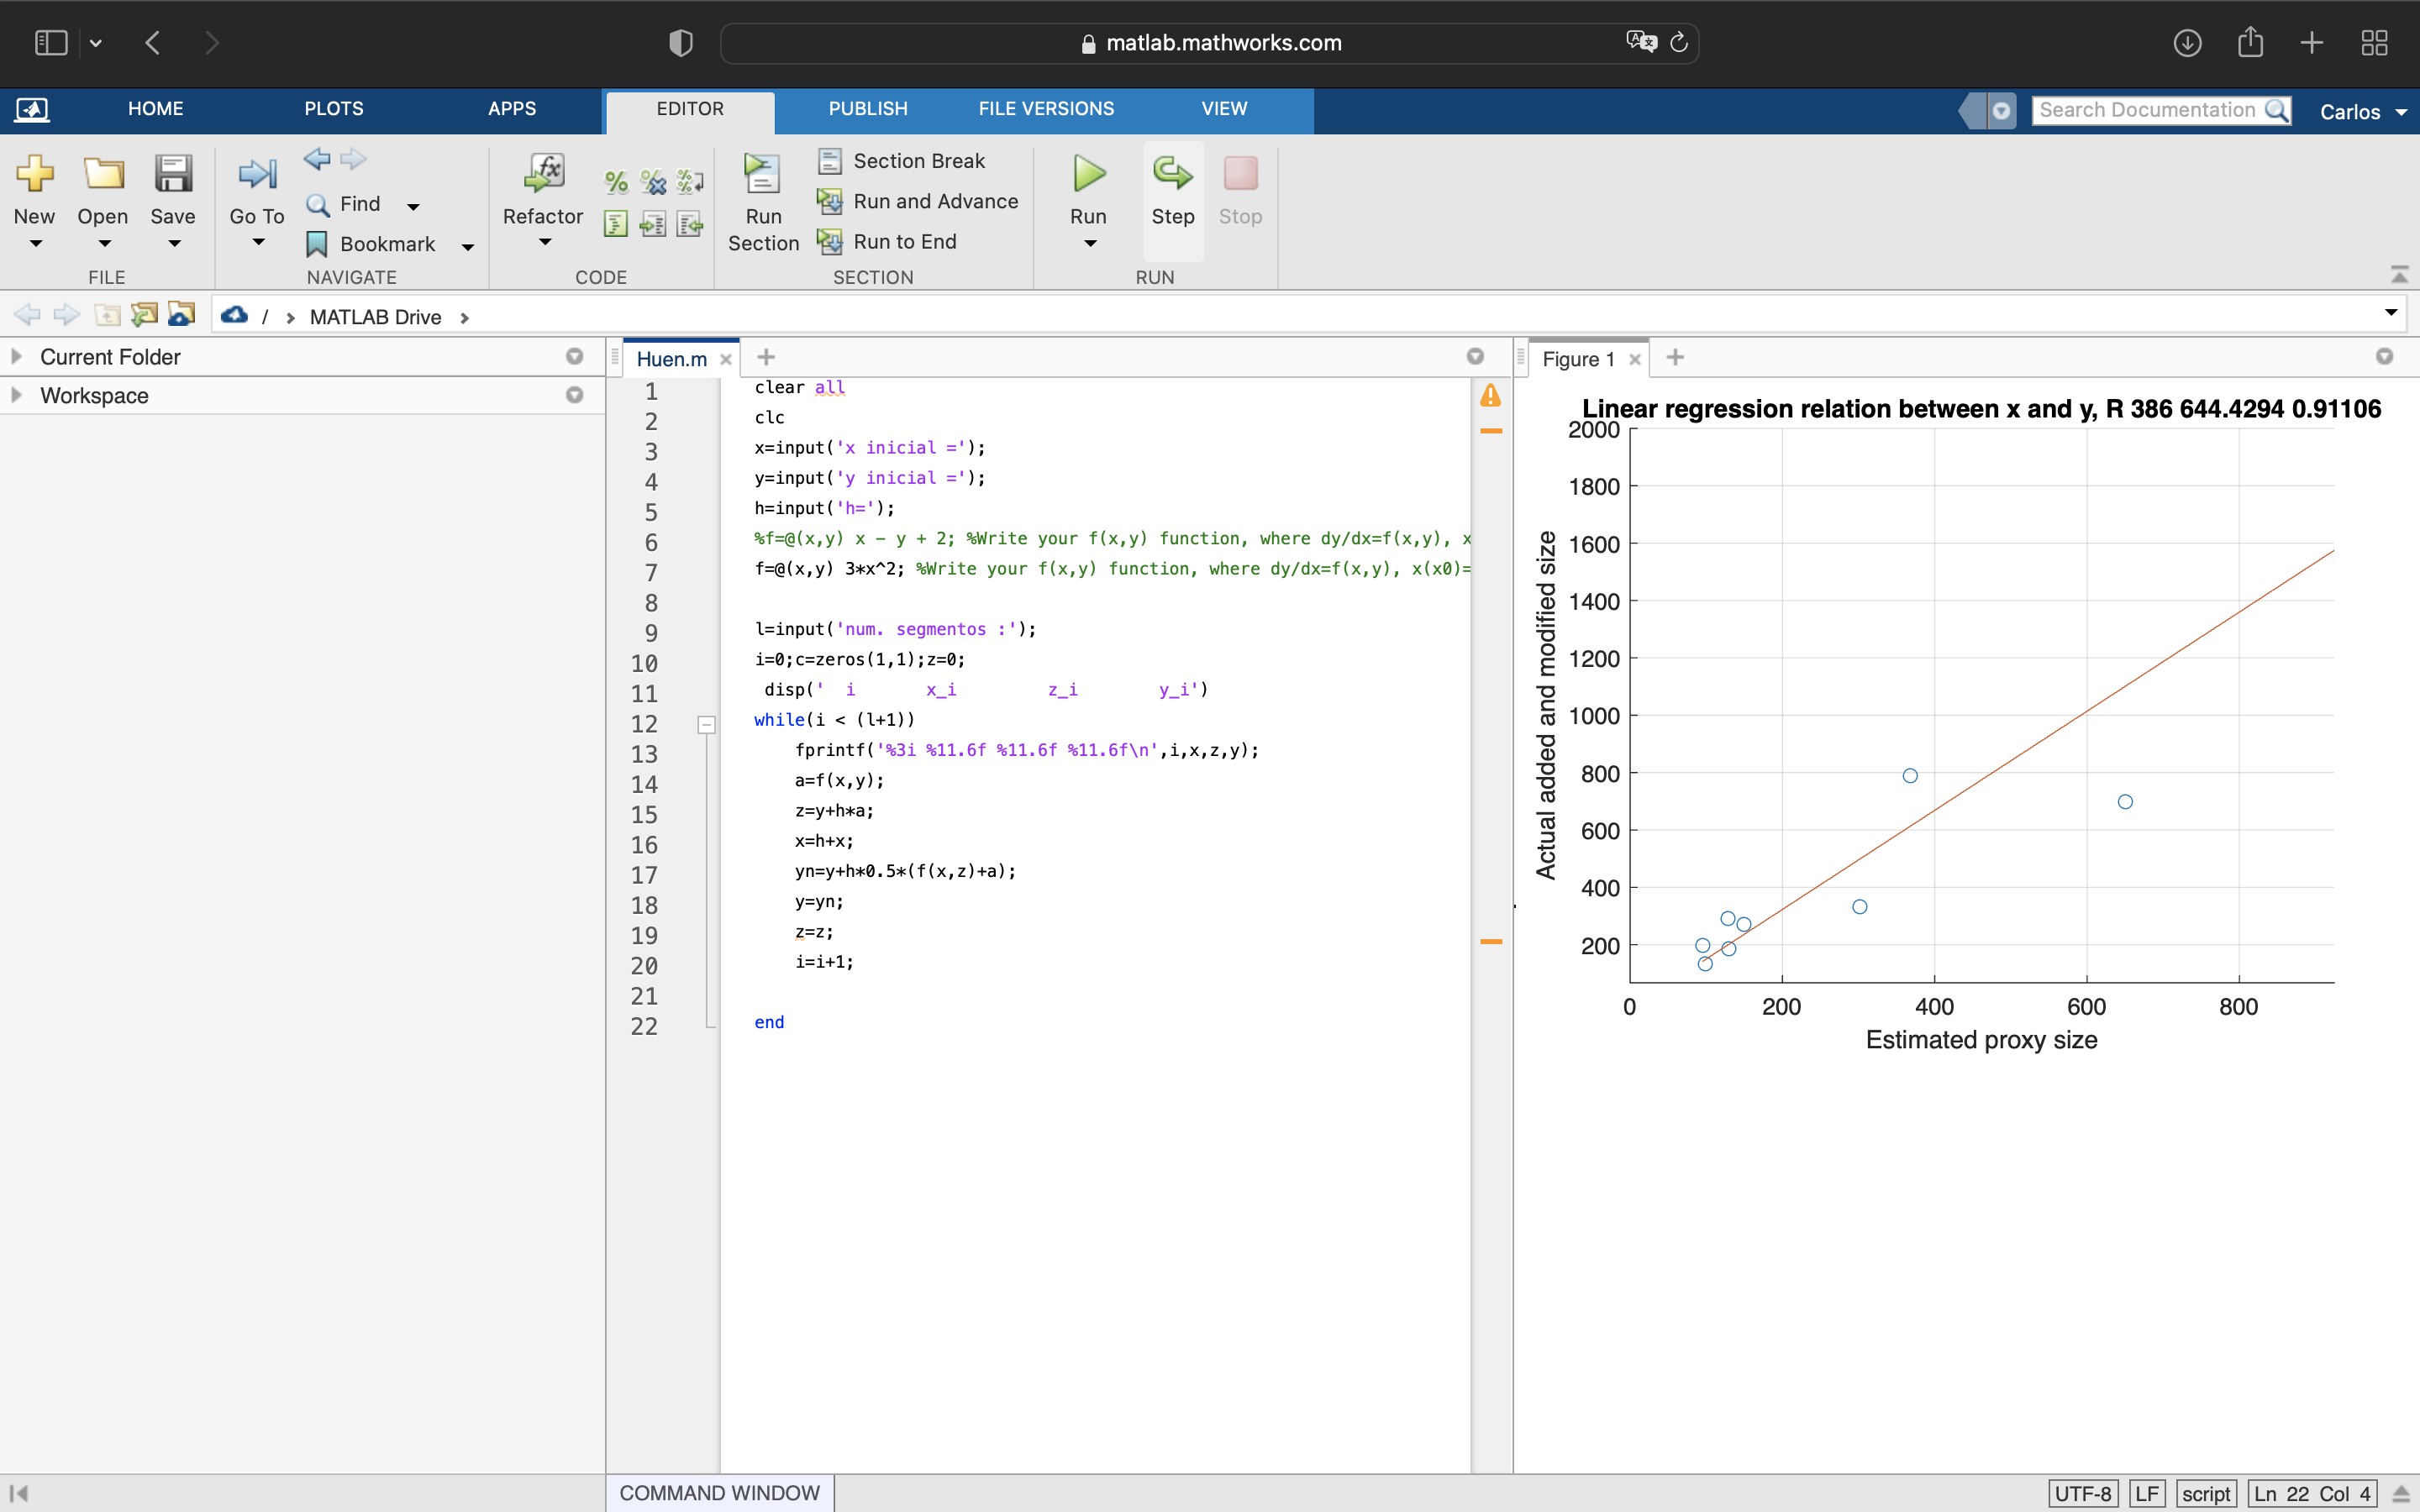 matlab.mathworks.com
HOME PLOTS APPS EDITOR PUBLISH FILE VERSIONS VIEW
Search Documentation Carlos
New Open Save Go To Find Bookmark Refactor Run Section Section Break Run and Advance Run to End Run Step Stop
FILE NAVIGATE CODE SECTION RUN
/ > MATLAB Drive >
Current Folder
Workspace
Huen.m
1 clear all
2 clc
3 x=input('x inicial =');
4 y=input('y inicial =');
5 h=input('h=');
6 %f=@(x,y) x - y + 2; %Write your f(x,y) function, where dy/dx=f(x,y), x
7 f=@(x,y) 3*x^2; %Write your f(x,y) function, where dy/dx=f(x,y), x(x0)=
8
9 l=input('num. segmentos :');
10 i=0;c=zeros(1,1);z=0;
11 disp('  i       x_i         z_i        y_i')
12 while(i < (l+1))
13 fprintf('%3i %11.6f %11.6f %11.6f\n',i,x,z,y);
14 a=f(x,y);
15 z=y+h*a;
16 x=h+x;
17 yn=y+h*0.5*(f(x,z)+a);
18 y=yn;
19 z=z;
20 i=i+1;
21
22 end
Figure 1
Linear regression relation between x and y, R 386 644.4294 0.91106
Actual added and modified size
2000
1800
1600
1400
1200
1000
800
600
400
200
0 200 400 600 800
Estimated proxy size
COMMAND WINDOW
UTF-8 LF script Ln 22 Col 4